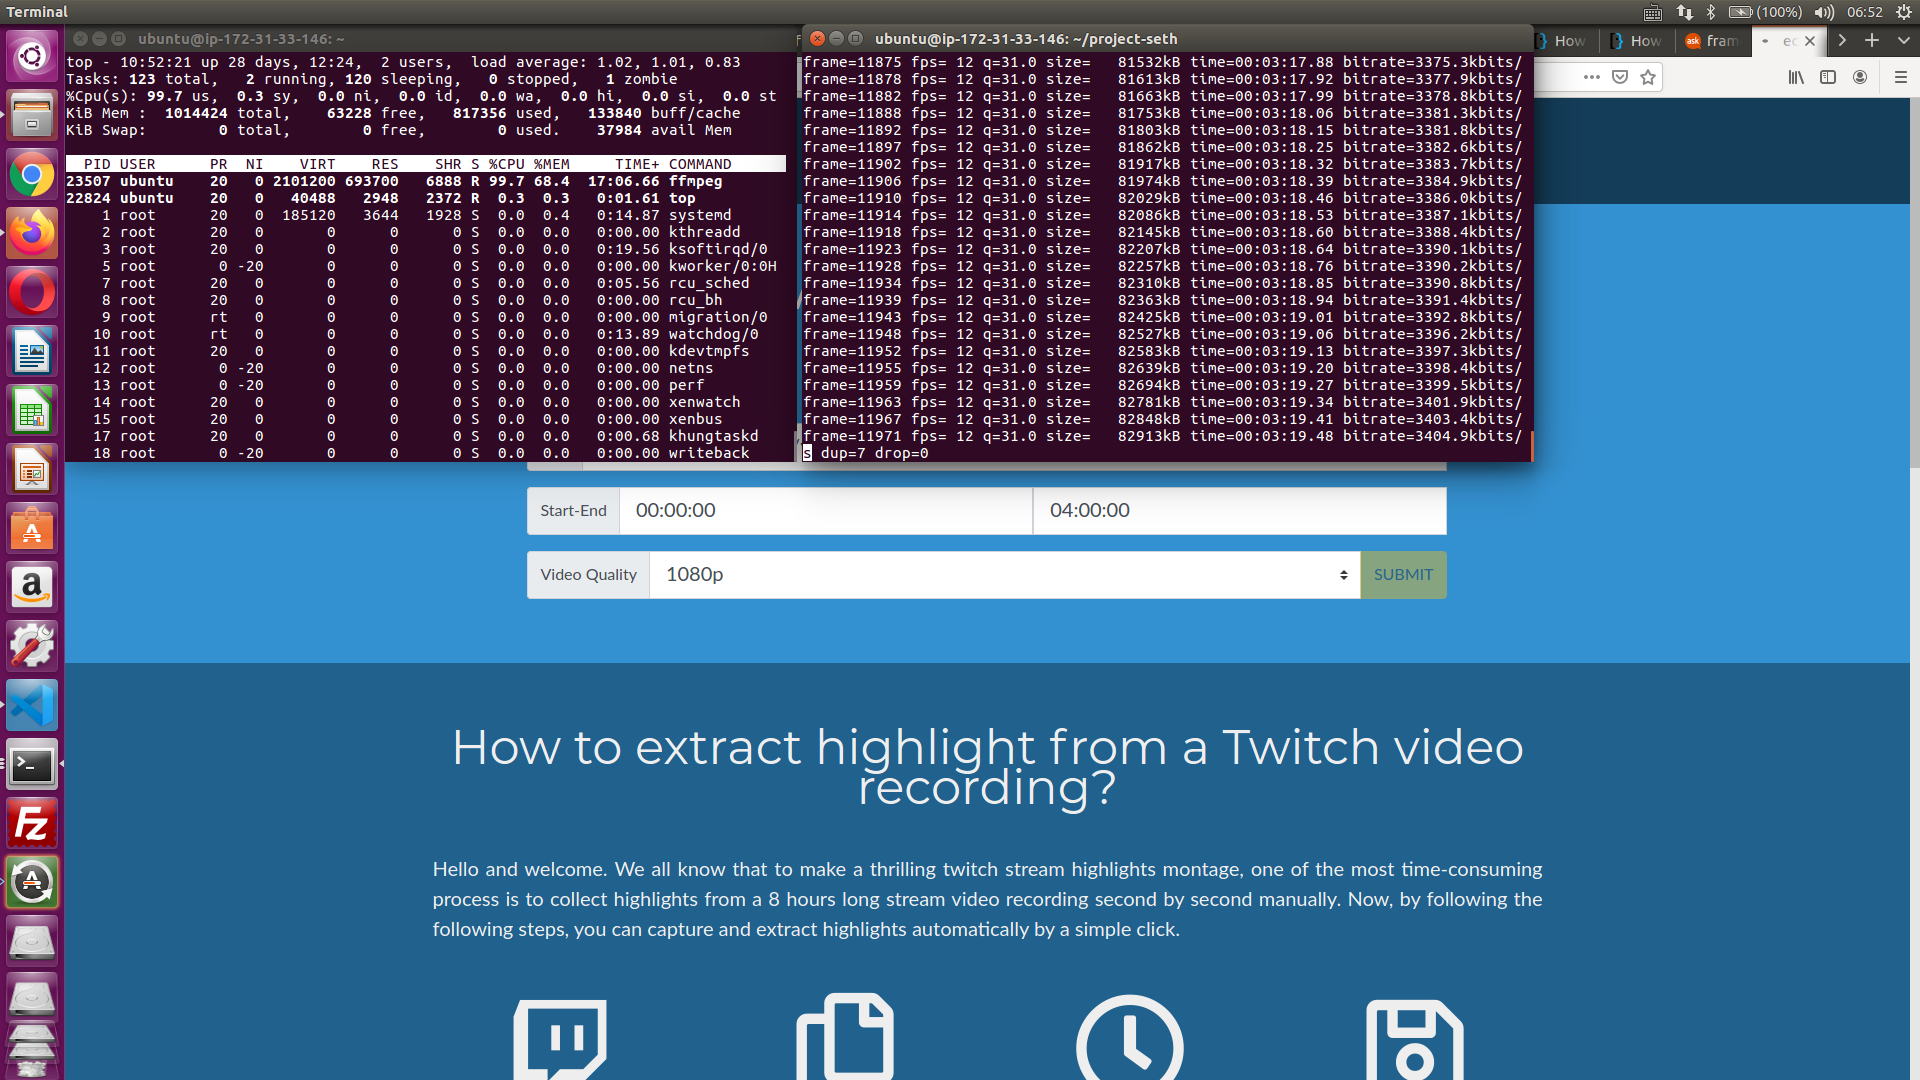 Terminal
(100%) 06:52
ubuntu@ip-172-31-33-146: ~
top - 10:52:21 up 28 days, 12:24,  2 users,  load average: 1.02, 1.01, 0.83
Tasks: 123 total,   2 running, 120 sleeping,   0 stopped,   1 zombie
%Cpu(s): 99.7 us,  0.3 sy,  0.0 ni,  0.0 id,  0.0 wa,  0.0 hi,  0.0 si,  0.0 st
KiB Mem :  1014424 total,    63228 free,   817356 used,   133840 buff/cache
KiB Swap:        0 total,        0 free,        0 used.    37984 avail Mem
PID USER      PR  NI    VIRT    RES    SHR S %CPU %MEM     TIME+ COMMAND
23507 ubuntu    20   0 2101200 693700   6888 R 99.7 68.4  17:06.66 ffmpeg
22824 ubuntu    20   0   40488   2948   2372 R  0.3  0.3   0:01.61 top
1 root      20   0  185120   3644   1928 S  0.0  0.4   0:14.87 systemd
2 root      20   0       0      0      0 S  0.0  0.0   0:00.00 kthreadd
3 root      20   0       0      0      0 S  0.0  0.0   0:19.56 ksoftirqd/0
5 root       0 -20       0      0      0 S  0.0  0.0   0:00.00 kworker/0:0H
7 root      20   0       0      0      0 S  0.0  0.0   0:05.56 rcu_sched
8 root      20   0       0      0      0 S  0.0  0.0   0:00.00 rcu_bh
9 root      rt   0       0      0      0 S  0.0  0.0   0:00.00 migration/0
10 root      rt   0       0      0      0 S  0.0  0.0   0:13.89 watchdog/0
11 root      20   0       0      0      0 S  0.0  0.0   0:00.00 kdevtmpfs
12 root       0 -20       0      0      0 S  0.0  0.0   0:00.00 netns
13 root       0 -20       0      0      0 S  0.0  0.0   0:00.00 perf
14 root      20   0       0      0      0 S  0.0  0.0   0:00.00 xenwatch
15 root      20   0       0      0      0 S  0.0  0.0   0:00.00 xenbus
17 root      20   0       0      0      0 S  0.0  0.0   0:00.68 khungtaskd
18 root       0 -20       0      0      0 S  0.0  0.0   0:00.00 writeback
ubuntu@ip-172-31-33-146: ~/project-seth
frame=11875 fps= 12 q=31.0 size=   81532kB time=00:03:17.88 bitrate=3375.3kbits/
frame=11878 fps= 12 q=31.0 size=   81613kB time=00:03:17.92 bitrate=3377.9kbits/
frame=11882 fps= 12 q=31.0 size=   81663kB time=00:03:17.99 bitrate=3378.8kbits/
frame=11888 fps= 12 q=31.0 size=   81753kB time=00:03:18.06 bitrate=3381.3kbits/
frame=11892 fps= 12 q=31.0 size=   81803kB time=00:03:18.15 bitrate=3381.8kbits/
frame=11897 fps= 12 q=31.0 size=   81862kB time=00:03:18.25 bitrate=3382.6kbits/
frame=11902 fps= 12 q=31.0 size=   81917kB time=00:03:18.32 bitrate=3383.7kbits/
frame=11906 fps= 12 q=31.0 size=   81974kB time=00:03:18.39 bitrate=3384.9kbits/
frame=11910 fps= 12 q=31.0 size=   82029kB time=00:03:18.46 bitrate=3386.0kbits/
frame=11914 fps= 12 q=31.0 size=   82086kB time=00:03:18.53 bitrate=3387.1kbits/
frame=11918 fps= 12 q=31.0 size=   82145kB time=00:03:18.60 bitrate=3388.4kbits/
frame=11923 fps= 12 q=31.0 size=   82207kB time=00:03:18.64 bitrate=3390.1kbits/
frame=11928 fps= 12 q=31.0 size=   82257kB time=00:03:18.76 bitrate=3390.2kbits/
frame=11934 fps= 12 q=31.0 size=   82310kB time=00:03:18.85 bitrate=3390.8kbits/
frame=11939 fps= 12 q=31.0 size=   82363kB time=00:03:18.94 bitrate=3391.4kbits/
frame=11943 fps= 12 q=31.0 size=   82425kB time=00:03:19.01 bitrate=3392.8kbits/
frame=11948 fps= 12 q=31.0 size=   82527kB time=00:03:19.06 bitrate=3396.2kbits/
frame=11952 fps= 12 q=31.0 size=   82583kB time=00:03:19.13 bitrate=3397.3kbits/
frame=11955 fps= 12 q=31.0 size=   82639kB time=00:03:19.20 bitrate=3398.4kbits/
frame=11959 fps= 12 q=31.0 size=   82694kB time=00:03:19.27 bitrate=3399.5kbits/
frame=11963 fps= 12 q=31.0 size=   82781kB time=00:03:19.34 bitrate=3401.9kbits/
frame=11967 fps= 12 q=31.0 size=   82848kB time=00:03:19.41 bitrate=3403.4kbits/
frame=11971 fps= 12 q=31.0 size=   82913kB time=00:03:19.48 bitrate=3404.9kbits/
s dup=7 drop=0
How How ask fram
Start-End 00:00:00 04:00:00
Video Quality 1080p SUBMIT
How to extract highlight from a Twitch video
recording?
Hello and welcome. We all know that to make a thrilling twitch stream highlights montage, one of the most time-consuming
process is to collect highlights from a 8 hours long stream video recording second by second manually. Now, by following the
following steps, you can capture and extract highlights automatically by a simple click.